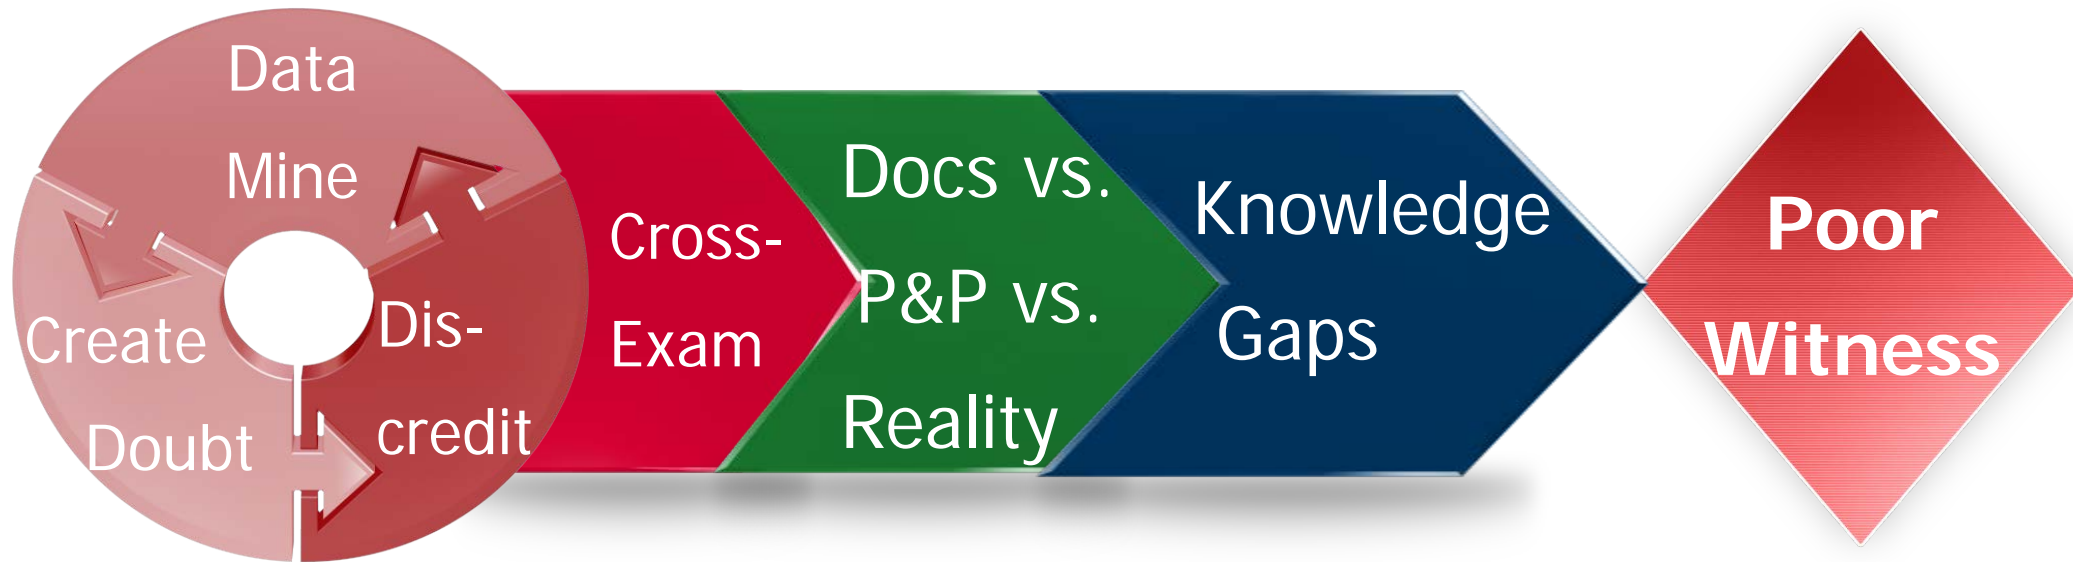 Data
Mine
Create
Doubt
Dis-
credit
Cross-
Exam
Docs vs.
P&P vs.
Reality
Knowledge
Gaps
Poor
Witness